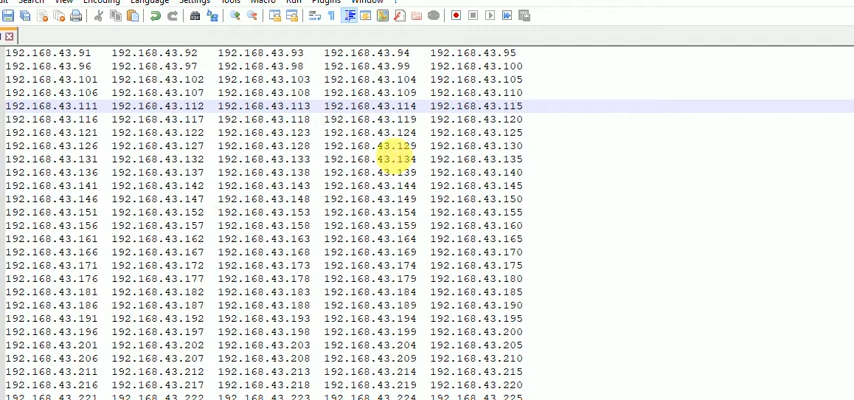 Search View Encoding Language Settings Tools Macro Run Plugins Window ?
192.168.43.91 192.168.43.92 192.168.43.93 192.168.43.94 192.168.43.95
192.168.43.96 192.168.43.97 192.168.43.98 192.168.43.99 192.168.43.100
192.168.43.101 192.168.43.102 192.168.43.103 192.168.43.104 192.168.43.105
192.168.43.106 192.168.43.107 192.168.43.108 192.168.43.109 192.168.43.110
192.168.43.111 192.168.43.112 192.168.43.113 192.168.43.114 192.168.43.115
192.168.43.116 192.168.43.117 192.168.43.118 192.168.43.119 192.168.43.120
192.168.43.121 192.168.43.122 192.168.43.123 192.168.43.124 192.168.43.125
192.168.43.126 192.168.43.127 192.168.43.128 192.168.43.129 192.168.43.130
192.168.43.131 192.168.43.132 192.168.43.133 192.168.43.134 192.168.43.135
192.168.43.136 192.168.43.137 192.168.43.138 192.168.43.139 192.168.43.140
192.168.43.141 192.168.43.142 192.168.43.143 192.168.43.144 192.168.43.145
192.168.43.146 192.168.43.147 192.168.43.148 192.168.43.149 192.168.43.150
192.168.43.151 192.168.43.152 192.168.43.153 192.168.43.154 192.168.43.155
192.168.43.156 192.168.43.157 192.168.43.158 192.168.43.159 192.168.43.160
192.168.43.161 192.168.43.162 192.168.43.163 192.168.43.164 192.168.43.165
192.168.43.166 192.168.43.167 192.168.43.168 192.168.43.169 192.168.43.170
192.168.43.171 192.168.43.172 192.168.43.173 192.168.43.174 192.168.43.175
192.168.43.176 192.168.43.177 192.168.43.178 192.168.43.179 192.168.43.180
192.168.43.181 192.168.43.182 192.168.43.183 192.168.43.184 192.168.43.185
192.168.43.186 192.168.43.187 192.168.43.188 192.168.43.189 192.168.43.190
192.168.43.191 192.168.43.192 192.168.43.193 192.168.43.194 192.168.43.195
192.168.43.196 192.168.43.197 192.168.43.198 192.168.43.199 192.168.43.200
192.168.43.201 192.168.43.202 192.168.43.203 192.168.43.204 192.168.43.205
192.168.43.206 192.168.43.207 192.168.43.208 192.168.43.209 192.168.43.210
192.168.43.211 192.168.43.212 192.168.43.213 192.168.43.214 192.168.43.215
192.168.43.216 192.168.43.217 192.168.43.218 192.168.43.219 192.168.43.220
192.168.43.221 192.168.43.222 192.168.43.223 192.168.43.224 192.168.43.225